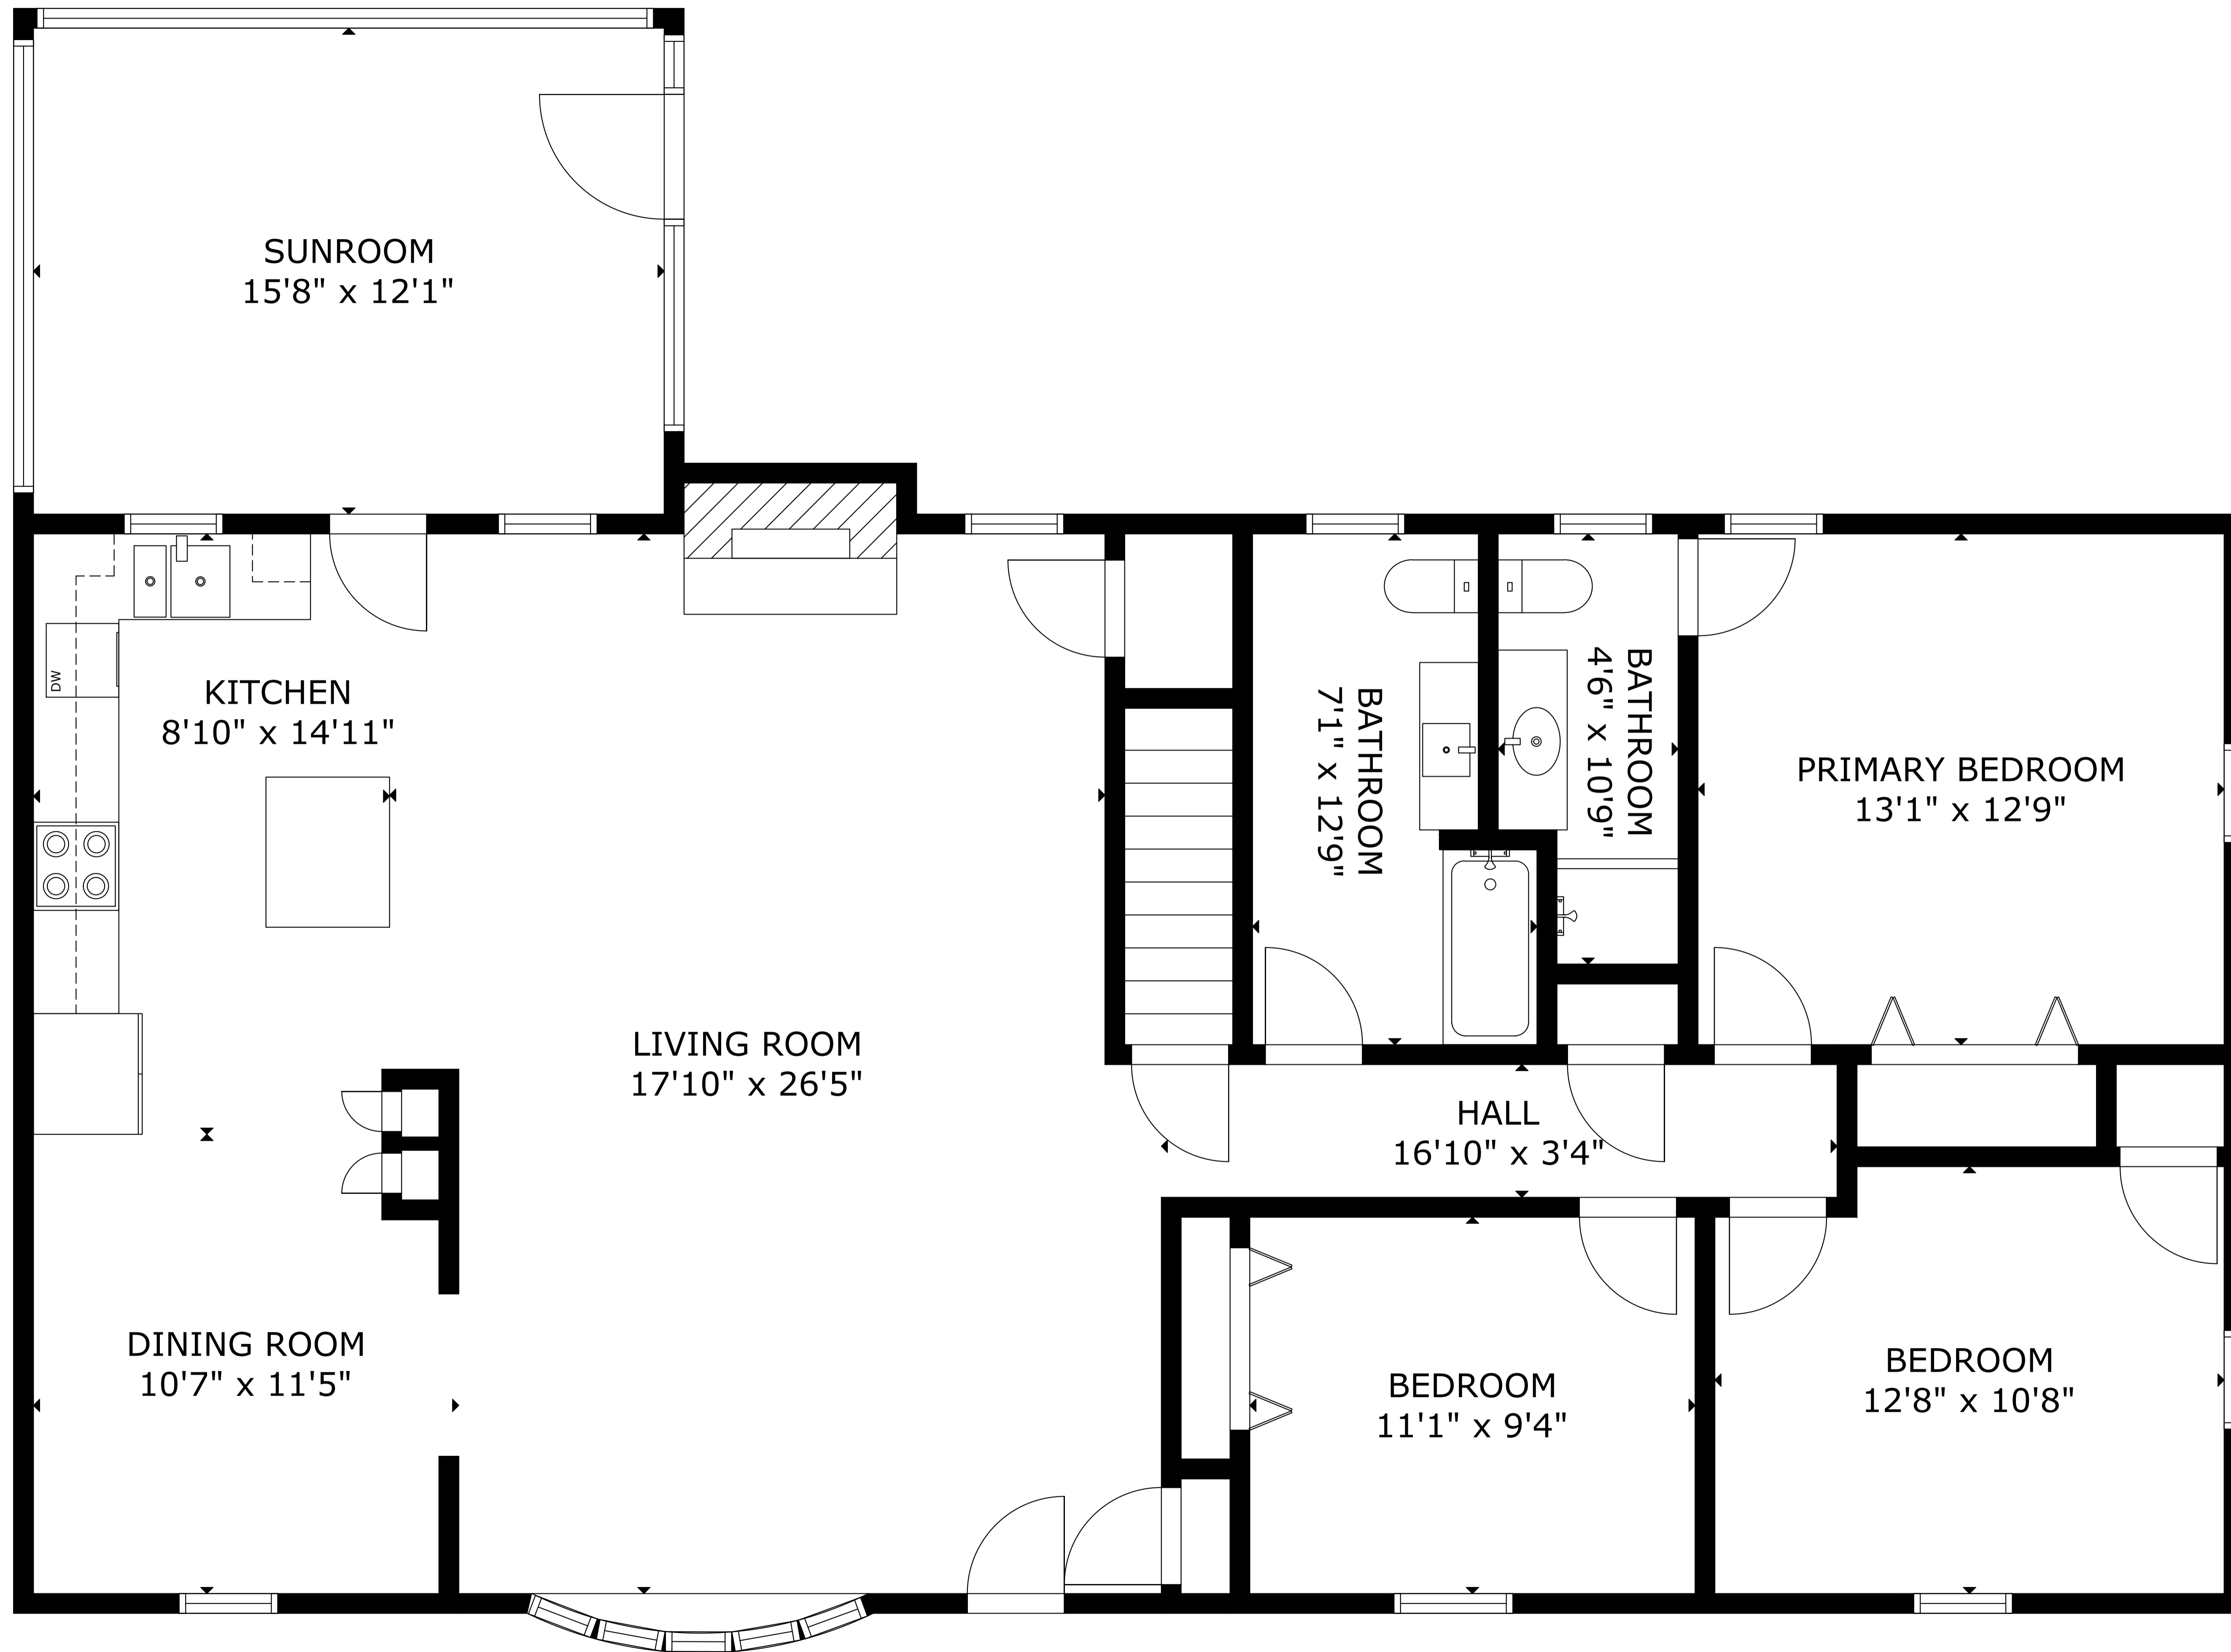 SUNROOM
15'8" x 12'1"
KITCHEN
8'10" x 14'11"
DW
BATHROOM
7'1" x 12'9"
BATHROOM
4'6" x 10'9"
PRIMARY BEDROOM
13'1" x 12'9"
LIVING ROOM
17'10" x 26'5"
HALL
16'10" x 3'4"
DINING ROOM
10'7" x 11'5"
BEDROOM
11'1" x 9'4"
BEDROOM
12'8" x 10'8"